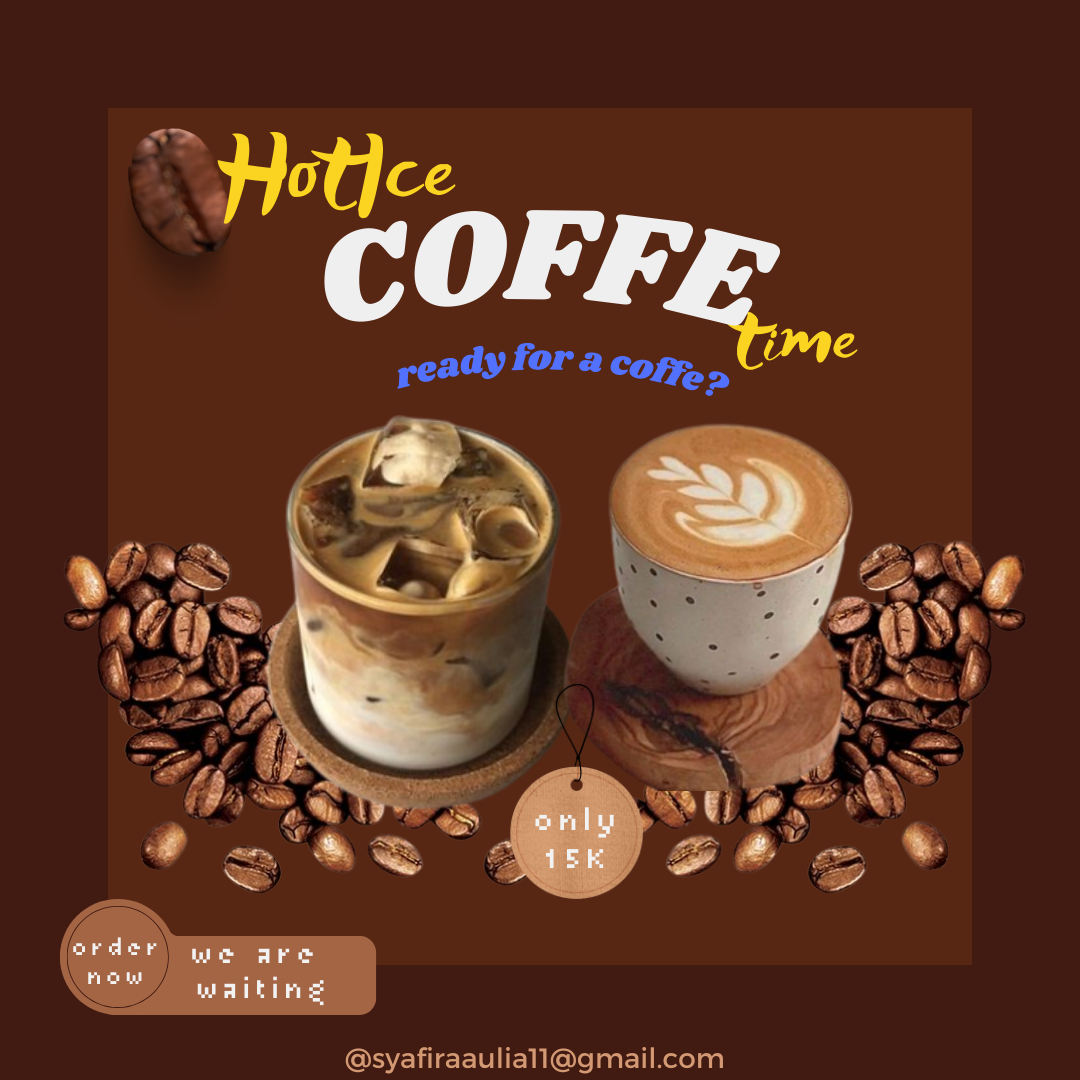 HotIce
COFFE
time
ready for a coffe?
only
15K
order
now
we are
waiting
@syafiraaulia11@gmail.com